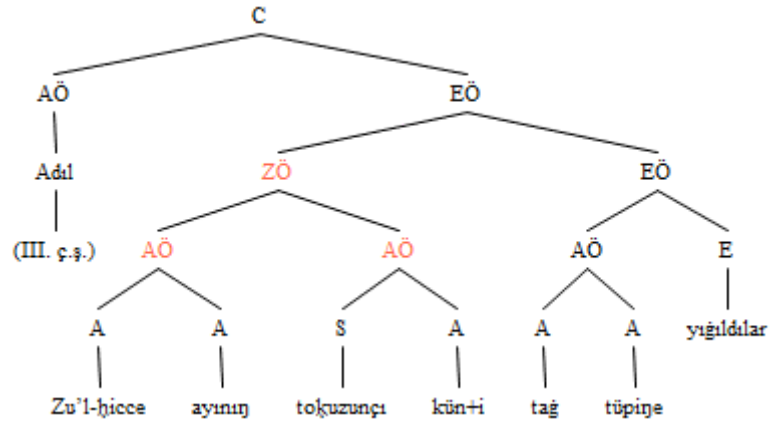 C
AÖ EÖ
Adıl ZÖ EÖ
(III. ç.ş.) AÖ AÖ AÖ E
A A S A A A yıġıldılar
Zu’l-ḥicce ayınıŋ toḳuzunçı kün+i taġ tüpiŋe